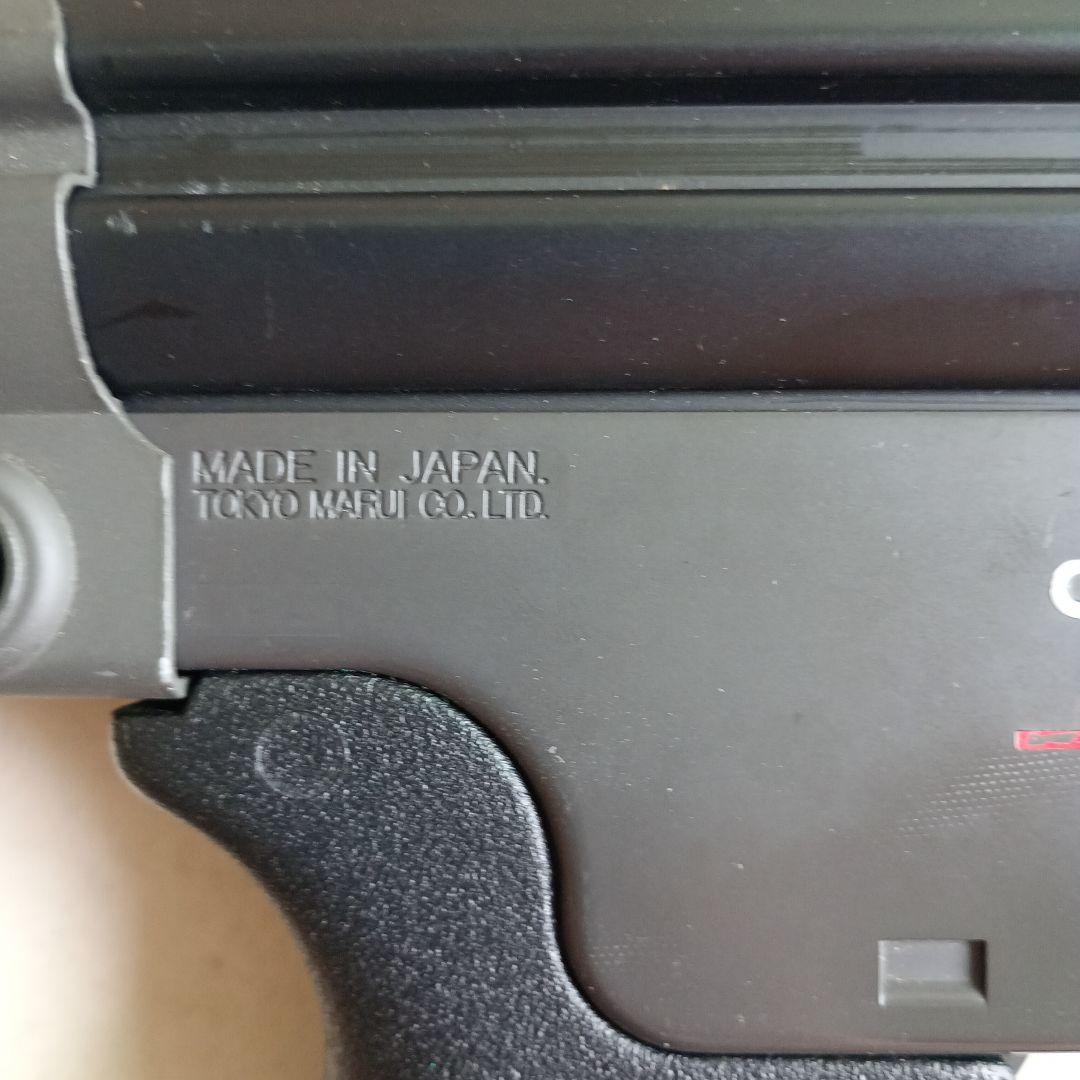 MADE IN JAPAN.
TOKYO MARUI CO., LTD.